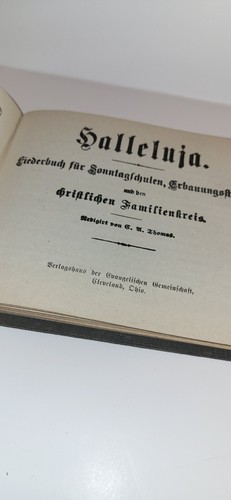 Halleluja.
Liederbuch für Sonntagschulen, Erbauungsst
und den
christlichen Familienkreis.
Redigirt von C. A. Thomas.
Verlagshaus der Evangelischen Gemeinschaft,
Cleveland, Ohio.